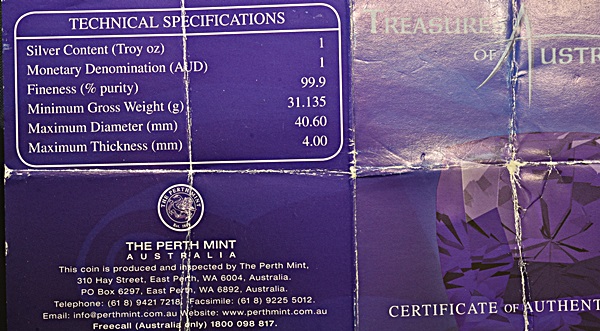 TECHNICAL SPECIFICATIONS
Silver Content (Troy oz) 1
Monetary Denomination (AUD) 1
Fineness (% purity) 99.9
Minimum Gross Weight (g) 31.135
Maximum Diameter (mm) 40.60
Maximum Thickness (mm) 4.00
THE PERTH MINT
THE PERTH MINT
AUSTRALIA
This coin is produced and inspected by The Perth Mint,
310 Hay Street, East Perth, WA 6004, Australia.
PO Box 6297, East Perth, WA 6892, Australia.
Telephone: (61 8) 9421 7218, Facsimile: (61 8) 9225 5012.
Email: info@perthmint.com.au Website: www.perthmint.com.au
Freecall (Australia only) 1800 098 817.
TREASURES
OF AUSTR
CERTIFICATE OF AUTHENT